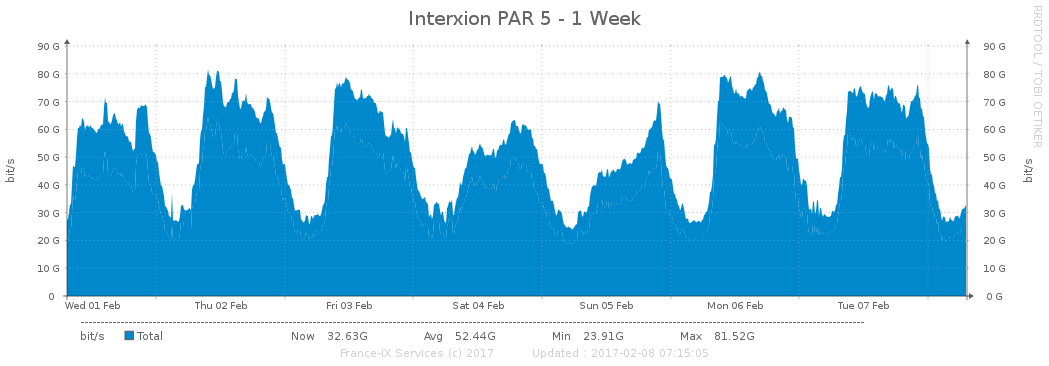 Interxion PAR 5 - 1 Week
RRDTOOL / TOBI OETIKER
90 G 90 G
80 G 80 G
70 G 70 G
60 G 60 G
50 G 50 G
40 G 40 G
30 G 30 G
20 G 20 G
10 G 10 G
0 0 G
bit/s
bit/s
Wed 01 Feb Thu 02 Feb Fri 03 Feb Sat 04 Feb Sun 05 Feb Mon 06 Feb Tue 07 Feb
bit/s Total Now 32.63G Avg 52.44G Min 23.91G Max 81.52G
France-IX Services (c) 2017 Updated : 2017-02-08 07:15:05